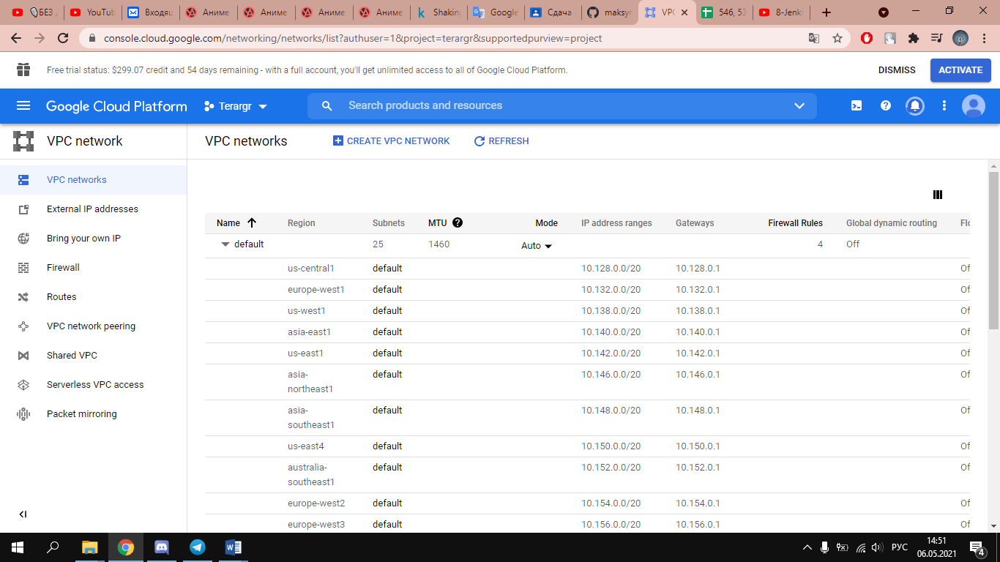 БЕЗ
YouTube
Входящ
Аниме
Аниме
Аниме
Аниме
Shaking
Google
Сдача
maksym
VPC
546, 53
8-Jenki
console.cloud.google.com/networking/networks/list?authuser=1&project=terargr&supportedpurview=project
Free trial status: $299.07 credit and 54 days remaining - with a full account, you'll get unlimited access to all of Google Cloud Platform.
DISMISS
ACTIVATE
Google Cloud Platform
Terargr
Search products and resources
VPC network
VPC networks
CREATE VPC NETWORK
REFRESH
VPC networks
External IP addresses
Bring your own IP
Firewall
Routes
VPC network peering
Shared VPC
Serverless VPC access
Packet mirroring
Name Region Subnets MTU Mode IP address ranges Gateways Firewall Rules Global dynamic routing Flo
default 25 1460 Auto 4 Off
us-central1 default 10.128.0.0/20 10.128.0.1 Of
europe-west1 default 10.132.0.0/20 10.132.0.1 Of
us-west1 default 10.138.0.0/20 10.138.0.1 Of
asia-east1 default 10.140.0.0/20 10.140.0.1 Of
us-east1 default 10.142.0.0/20 10.142.0.1 Of
asia- default 10.146.0.0/20 10.146.0.1 Of
northeast1
asia- default 10.148.0.0/20 10.148.0.1 Of
southeast1
us-east4 default 10.150.0.0/20 10.150.0.1 Of
australia- default 10.152.0.0/20 10.152.0.1 Of
southeast1
europe-west2 default 10.154.0.0/20 10.154.0.1 Of
europe-west3 default 10.156.0.0/20 10.156.0.1 Of
РУС
14:51
06.05.2021
4